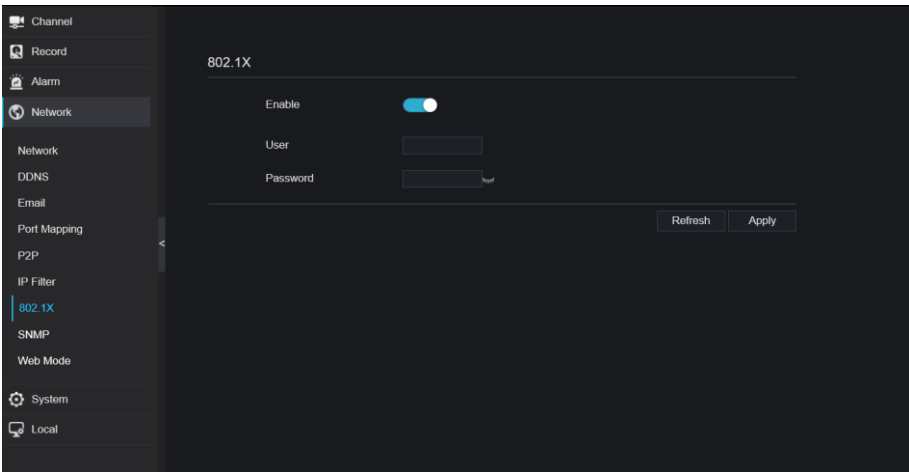 Channel
Record
Alarm
Network
Network
DDNS
Email
Port Mapping
P2P
IP Filter
802.1X
SNMP
Web Mode
System
Local
<
802.1X
Enable
User
Password
Refresh Apply